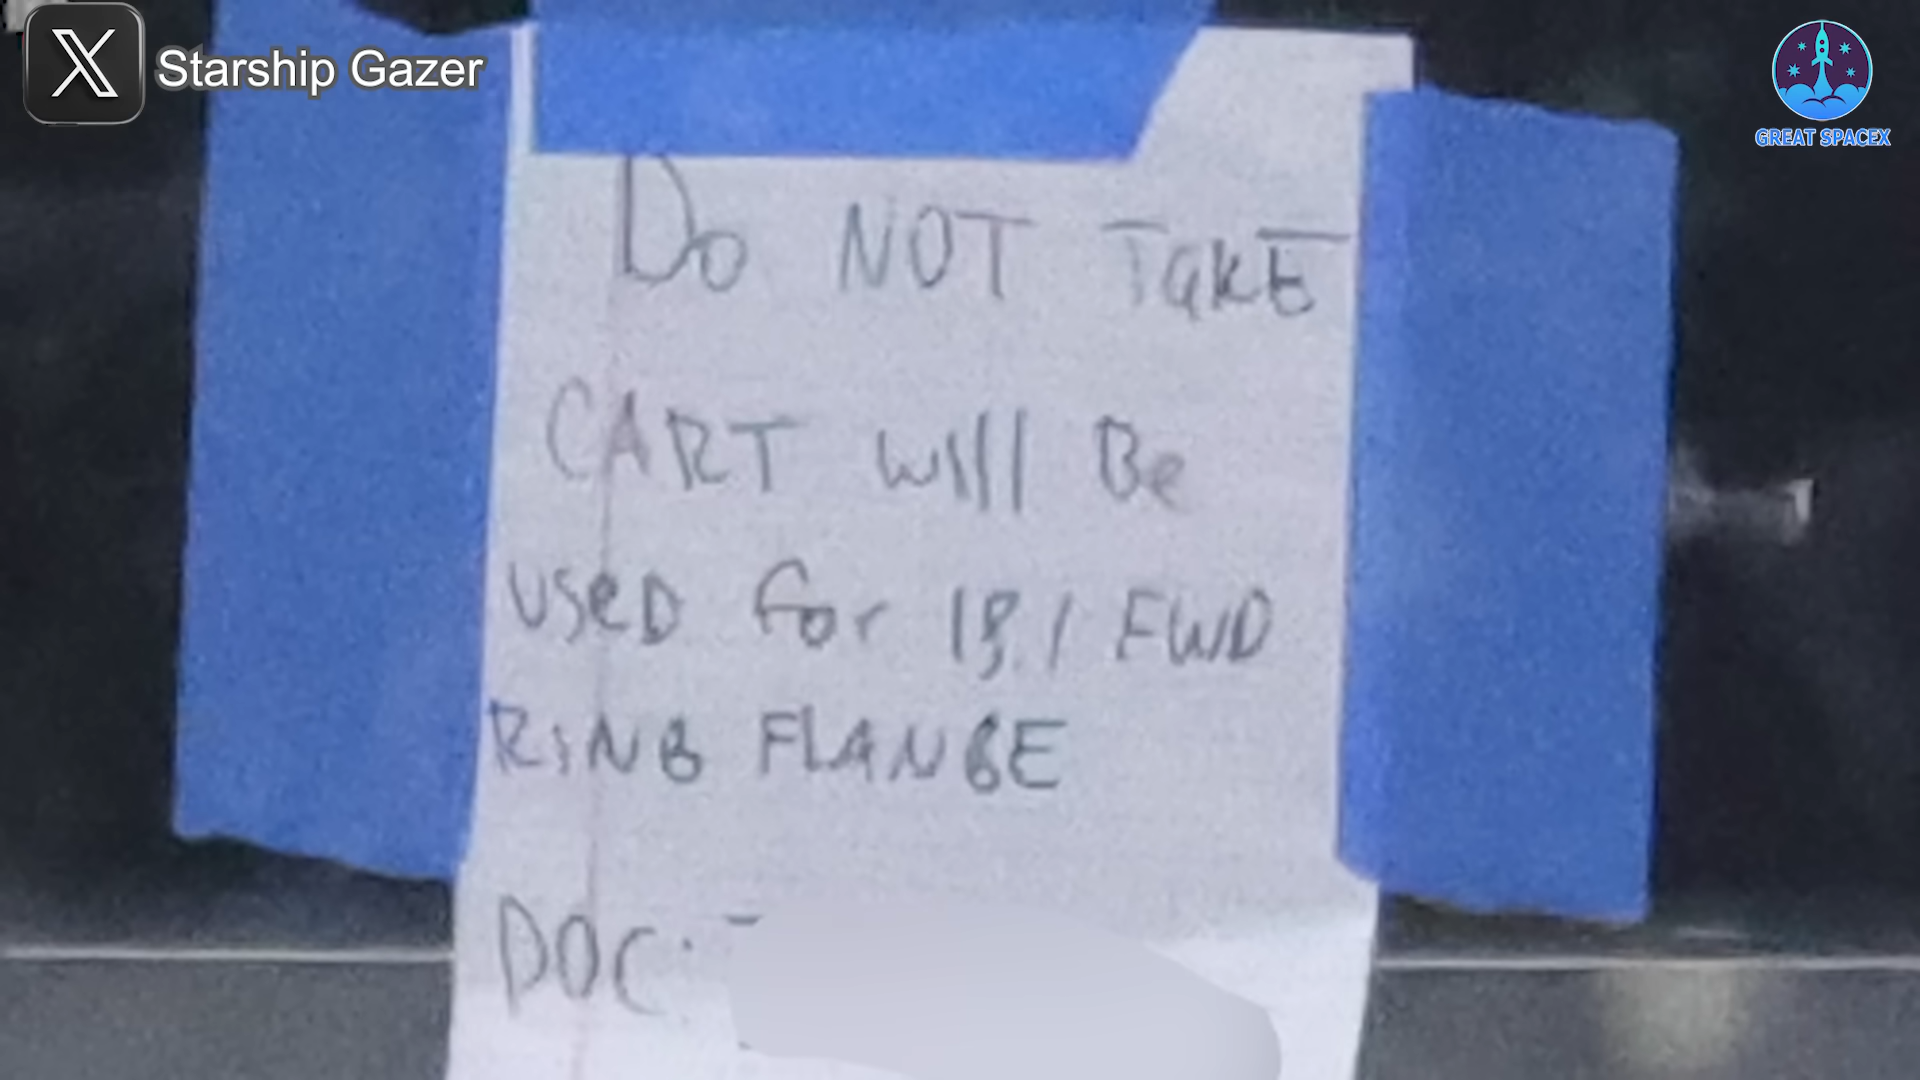 X Starship Gazer
GREAT SPACEX
Do NOT TakE
CART will Be
UseD for 18.1 FWD
RiNG FLANGE
DOC: